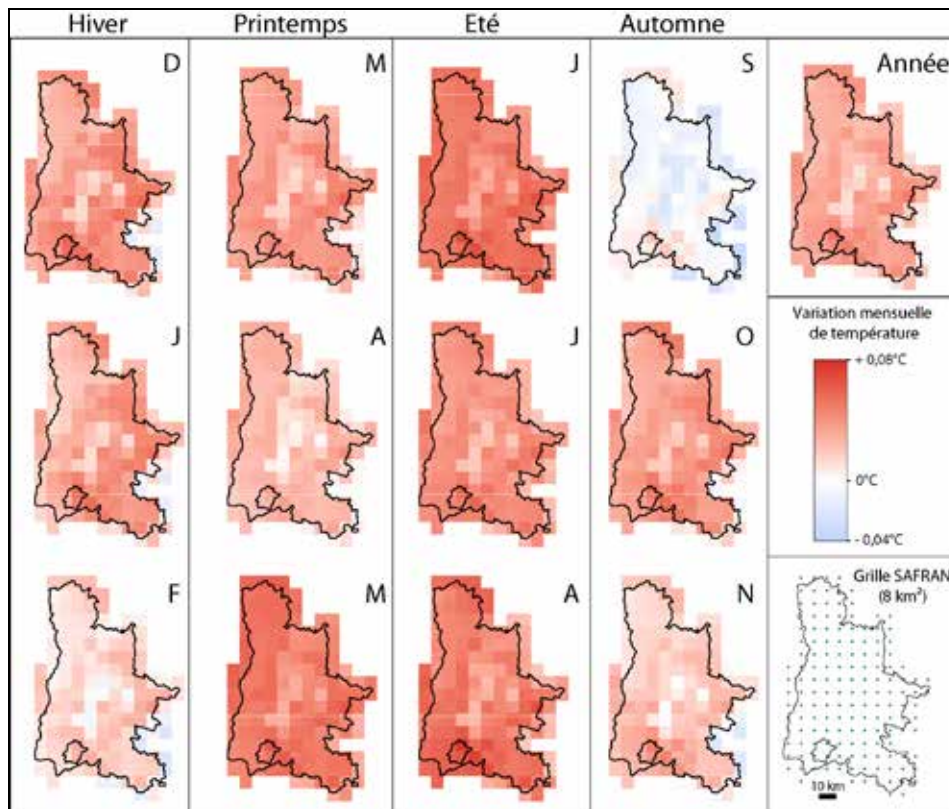 Hiver Printemps Eté Automne
D M J S Année
J A J O
Variation mensuelle
de température
+ 0,08°C
0°C
- 0,04°C
F M A N
Grille SAFRAN
(8 km²)
10 km